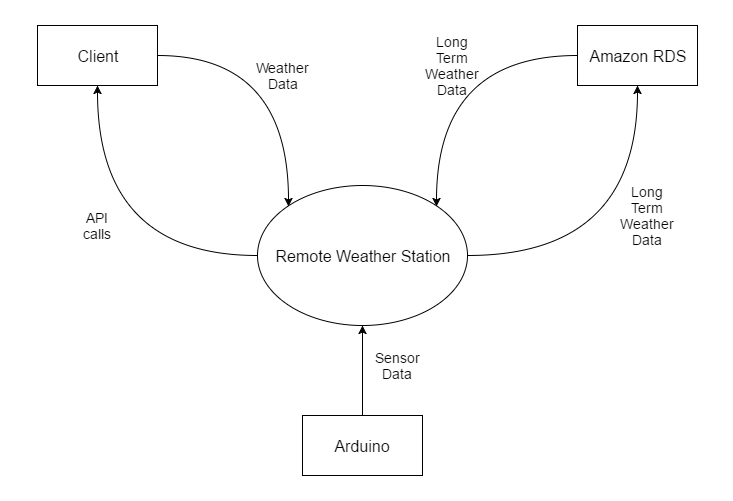 Client
Weather
Data
Long
Term
Weather
Data
Amazon RDS
API
calls
Long
Term
Weather
Data
Remote Weather Station
Sensor
Data
Arduino